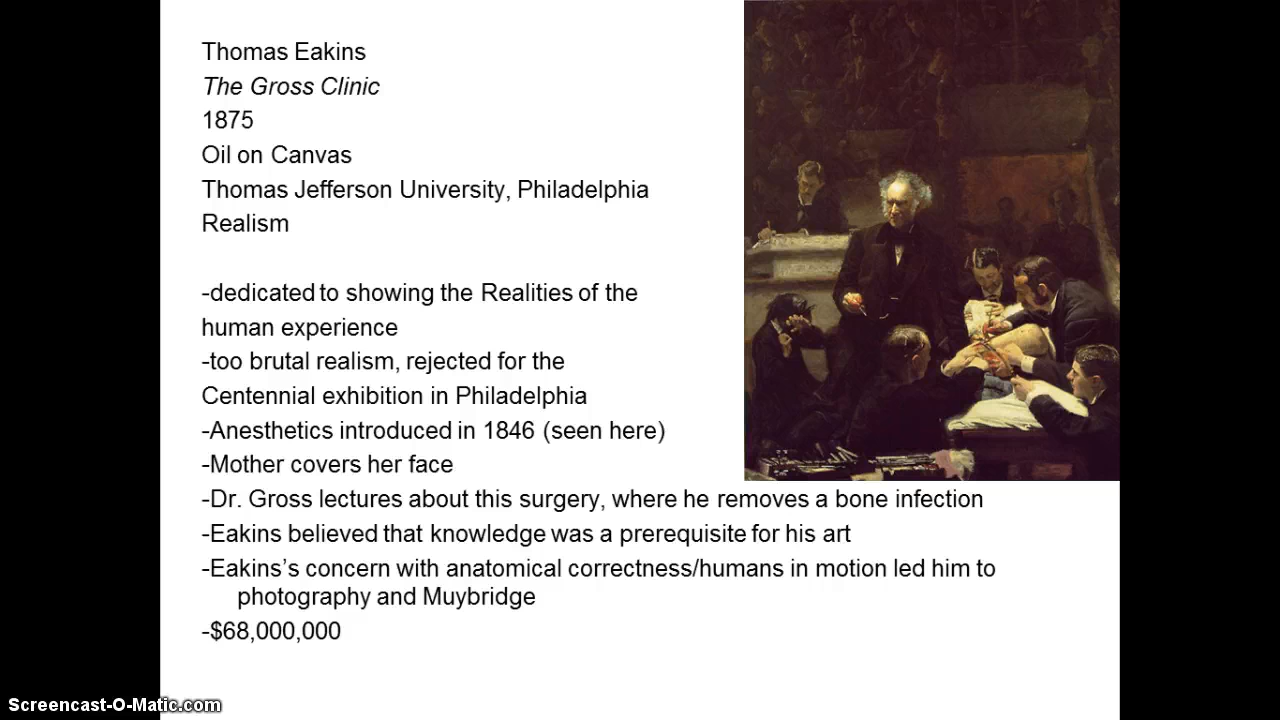 Thomas Eakins
The Gross Clinic
1875
Oil on Canvas
Thomas Jefferson University, Philadelphia
Realism
-dedicated to showing the Realities of the
human experience
-too brutal realism, rejected for the
Centennial exhibition in Philadelphia
-Anesthetics introduced in 1846 (seen here)
-Mother covers her face
-Dr. Gross lectures about this surgery, where he removes a bone infection
-Eakins believed that knowledge was a prerequisite for his art
-Eakins’s concern with anatomical correctness/humans in motion led him to
photography and Muybridge
-$68,000,000
Screencast-O-Matic.com